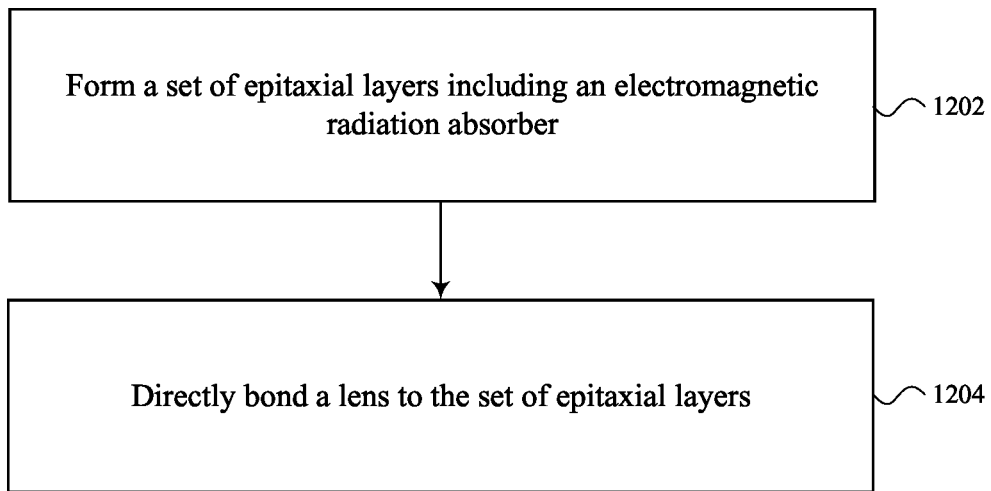 Form a set of epitaxial layers including an electromagnetic
radiation absorber
1202
Directly bond a lens to the set of epitaxial layers
1204